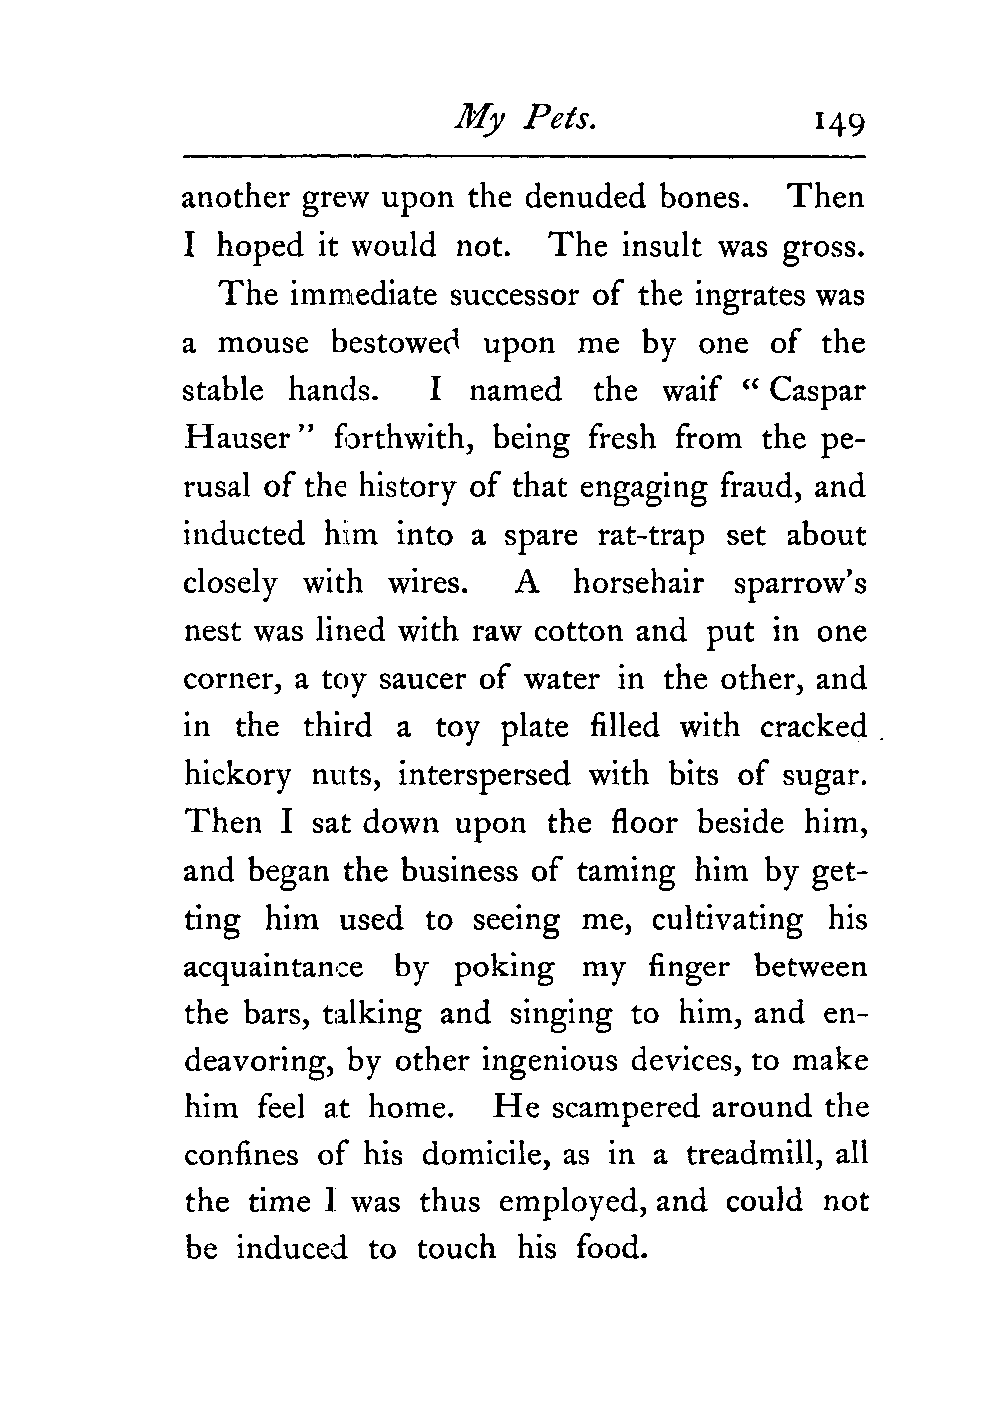 My Pets. 149
another grew upon the denuded bones. Then
I hoped it would not. The insult was gross.
The immediate successor of the ingrates was
a mouse bestowed upon me by one of the
stable hands. I named the waif “ Caspar
Hauser ” forthwith, being fresh from the pe-
rusal of the history of that engaging fraud, and
inducted him into a spare rat-trap set about
closely with wires. A horsehair sparrow’s
nest was lined with raw cotton and put in one
corner, a toy saucer of water in the other, and
in the third a toy plate filled with cracked
hickory nuts, interspersed with bits of sugar.
Then I sat down upon the floor beside him,
and began the business of taming him by get-
ting him used to seeing me, cultivating his
acquaintance by poking my finger between
the bars, talking and singing to him, and en-
deavoring, by other ingenious devices, to make
him feel at home. He scampered around the
confines of his domicile, as in a treadmill, all
the time I was thus employed, and could not
be induced to touch his food.